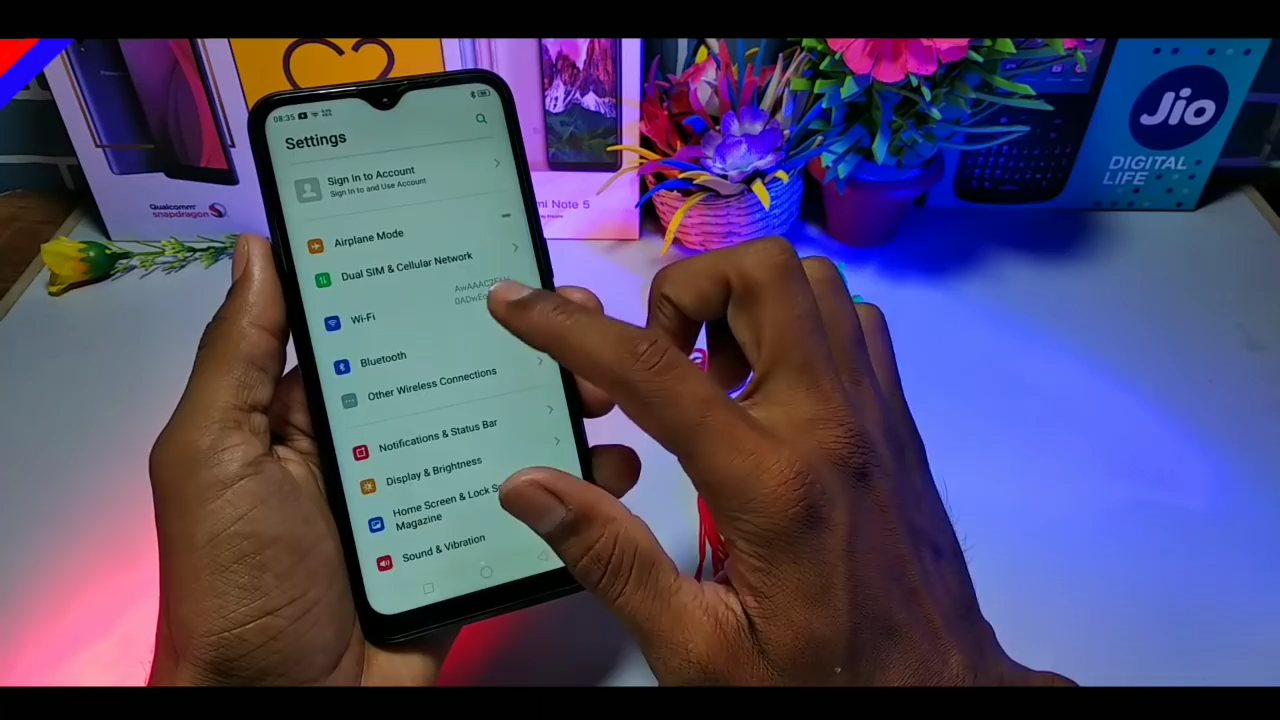 Jio
DIGITAL
LIFE
Qualcomm
snapdragon
mi Note 5
08:35
Settings
Sign In to Account
Sign In to and Use Account
Airplane Mode
Dual SIM & Cellular Network
Wi-Fi
Bluetooth
Other Wireless Connections
Notifications & Status Bar
Display & Brightness
Home Screen & Lock
Magazine
Sound & Vibration